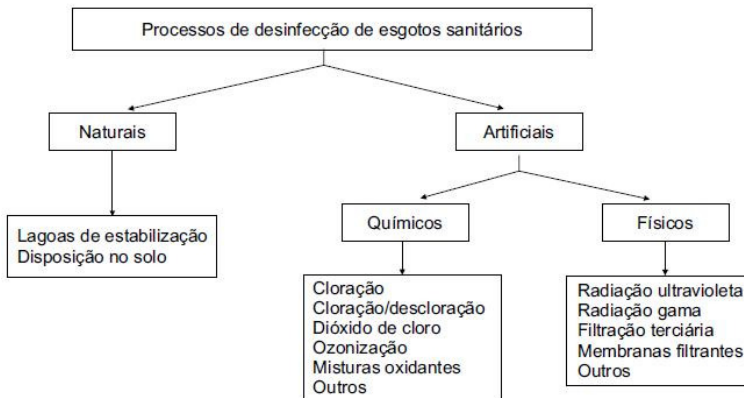 Processos de desinfecção de esgotos sanitários
Naturais
Artificiais
Lagoas de estabilização
Disposição no solo
Químicos
Físicos
Cloração
Cloração/descloração
Dióxido de cloro
Ozonização
Misturas oxidantes
Outros
Radiação ultravioleta
Radiação gama
Filtração terciária
Membranas filtrantes
Outros